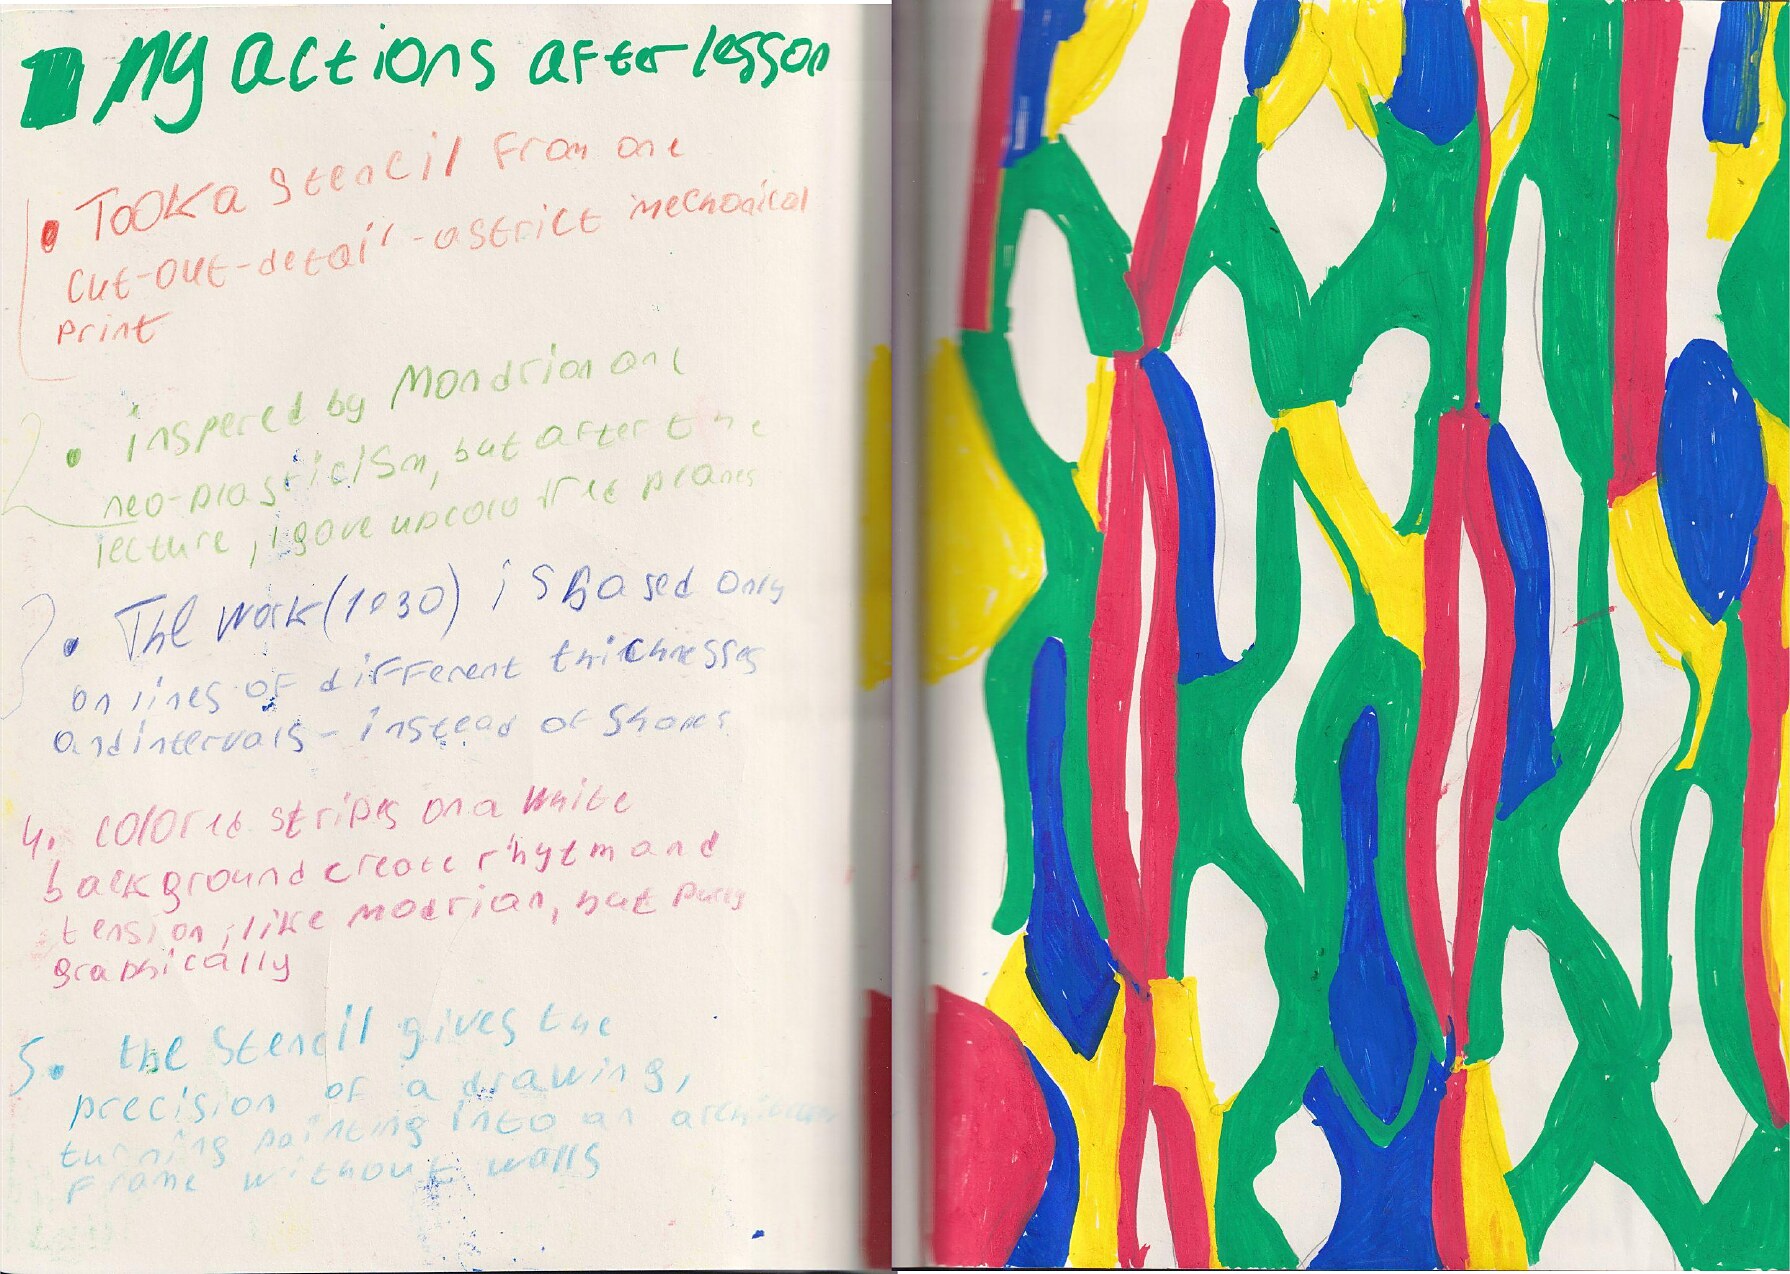 My actions after lesson
• Took a stencil from one
cut-out-detail-a strict mechanical
print
• inspered by Mondrian and
neo-plasticism, but after the
lecture, i gave up colo red planes
• The work (1930) is Based only
on lines of different thicknesses
and intervals - instead of shapes
4. colored stripes on a white
background create rhytm and
tension, like modrian, but purely
graphically
5. the stencil gives the
precision of a drawing,
turning painting into an
frame without walls